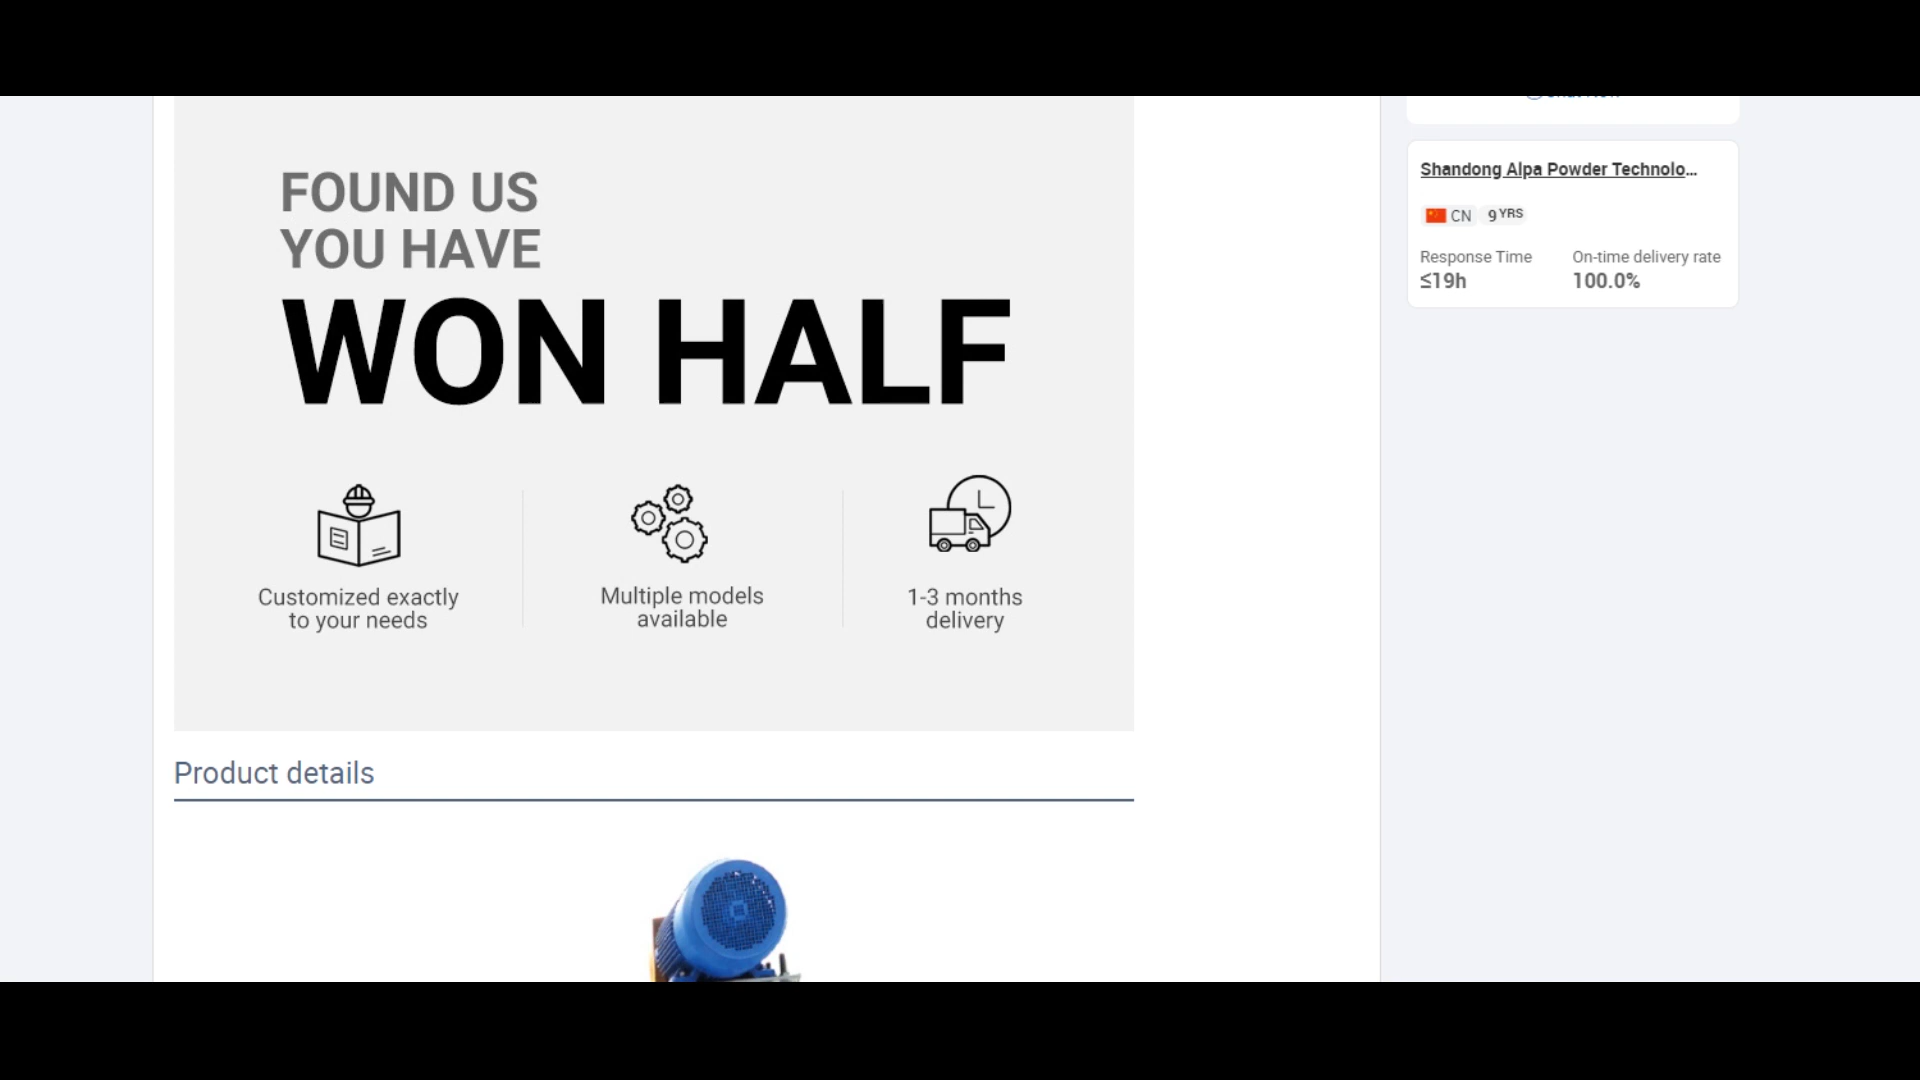 FOUND US
YOU HAVE
WON HALF
Customized exactly
to your needs
Multiple models
available
1-3 months
delivery
Product details
Shandong Alpa Powder Technolo...
CN 9 YRS
Response Time
≤19h
On-time delivery rate
100.0%